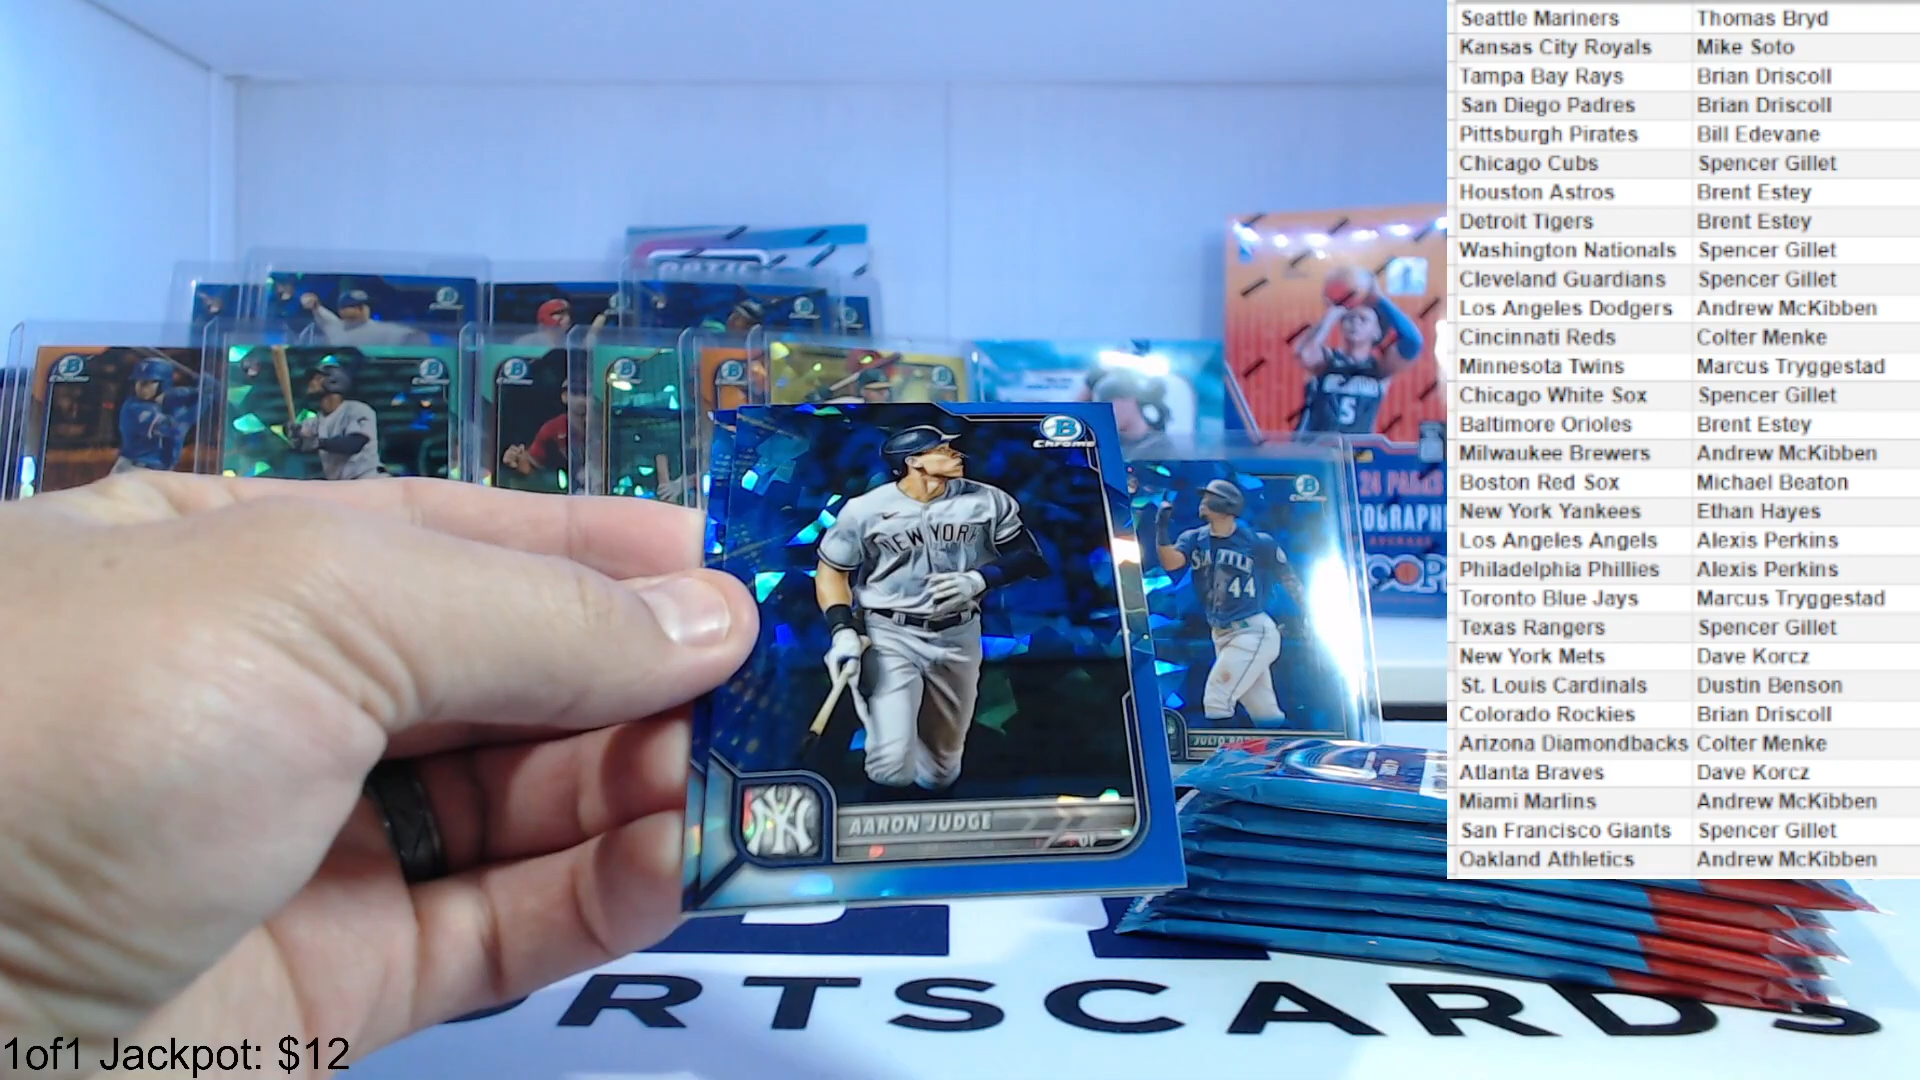 Seattle Mariners Thomas Bryd
Kansas City Royals Mike Soto
Tampa Bay Rays Brian Driscoll
San Diego Padres Brian Driscoll
Pittsburgh Pirates Bill Edevane
Chicago Cubs Spencer Gillet
Houston Astros Brent Estey
Detroit Tigers Brent Estey
Washington Nationals Spencer Gillet
Cleveland Guardians Spencer Gillet
Los Angeles Dodgers Andrew McKibben
Cincinnati Reds Colter Menke
Minnesota Twins Marcus Tryggestad
Chicago White Sox Spencer Gillet
Baltimore Orioles Brent Estey
Milwaukee Brewers Andrew McKibben
Boston Red Sox Michael Beaton
New York Yankees Ethan Hayes
Los Angeles Angels Alexis Perkins
Philadelphia Phillies Alexis Perkins
Toronto Blue Jays Marcus Tryggestad
Texas Rangers Spencer Gillet
New York Mets Dave Korcz
St. Louis Cardinals Dustin Benson
Colorado Rockies Brian Driscoll
Arizona Diamondbacks Colter Menke
Atlanta Braves Dave Korcz
Miami Marlins Andrew McKibben
San Francisco Giants Spencer Gillet
Oakland Athletics Andrew McKibben
B
Chrome
NEW YORK
NY
AARON JUDGE
OF
SEATTLE
44
JULIO
5
RTSCARDS
1of1 Jackpot: $12